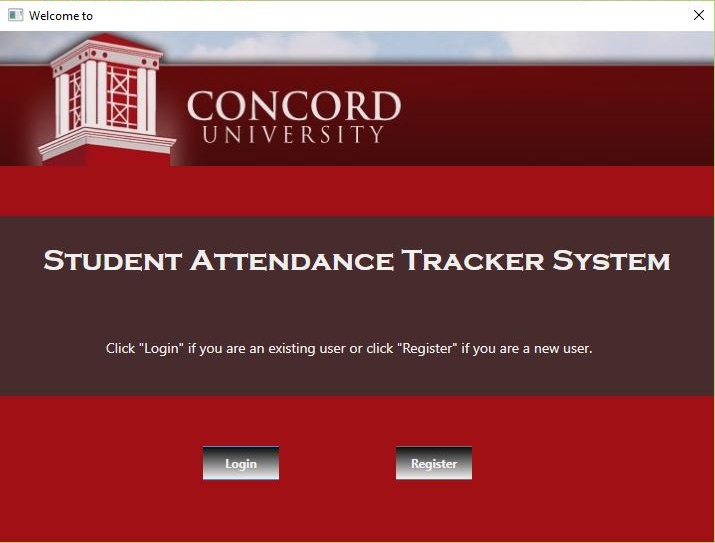 Welcome to
CONCORD
UNIVERSITY
STUDENT ATTENDANCE TRACKER SYSTEM
Click "Login" if you are an existing user or click "Register" if you are a new user.
Login
Register